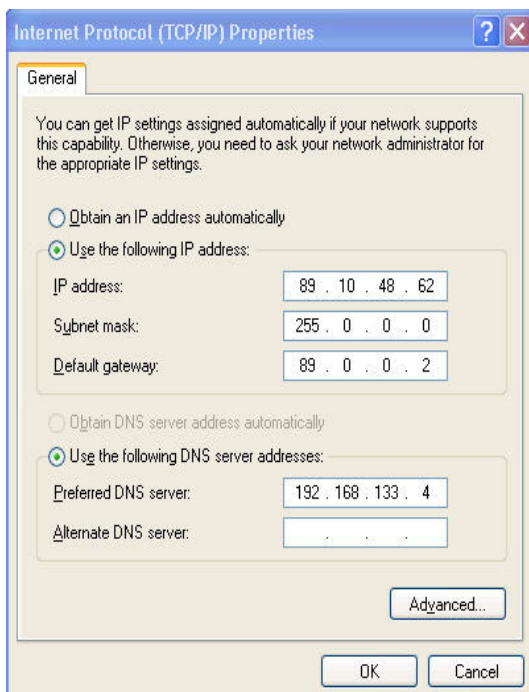 Internet Protocol (TCP/IP) Properties
General
You can get IP settings assigned automatically if your network supports
this capability. Otherwise, you need to ask your network administrator for
the appropriate IP settings.
Obtain an IP address automatically
Use the following IP address:
IP address: 89 . 10 . 48 . 62
Subnet mask: 255 . 0 . 0 . 0
Default gateway: 89 . 0 . 0 . 2
Obtain DNS server address automatically
Use the following DNS server addresses:
Preferred DNS server: 192 . 168 . 133 . 4
Alternate DNS server: . . .
Advanced...
OK Cancel